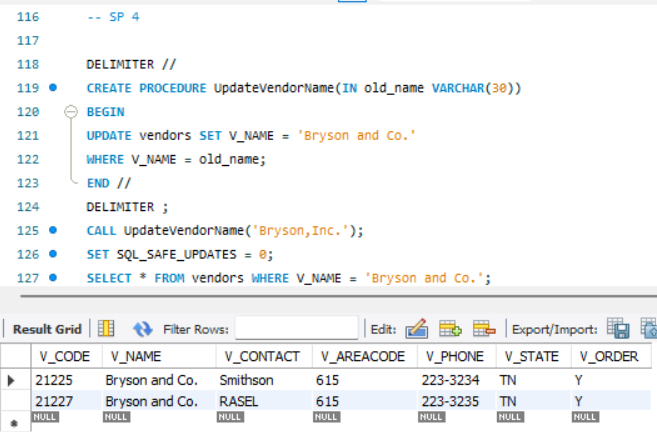 116 -- SP 4
117
118 DELIMITER //
119 CREATE PROCEDURE UpdateVendorName(IN old_name VARCHAR(30))
120 BEGIN
121 UPDATE vendors SET V_NAME = 'Bryson and Co.'
122 WHERE V_NAME = old_name;
123 END //
124 DELIMITER ;
125 CALL UpdateVendorName('Bryson,Inc.');
126 SET SQL_SAFE_UPDATES = 0;
127 SELECT * FROM vendors WHERE V_NAME = 'Bryson and Co.';
Result Grid Filter Rows: Edit: Export/Import:
V_CODE V_NAME V_CONTACT V_AREACODE V_PHONE V_STATE V_ORDER
21225 Bryson and Co. Smithson 615 223-3234 TN Y
21227 Bryson and Co. RASEL 615 223-3235 TN Y
NULL NULL NULL NULL NULL NULL NULL